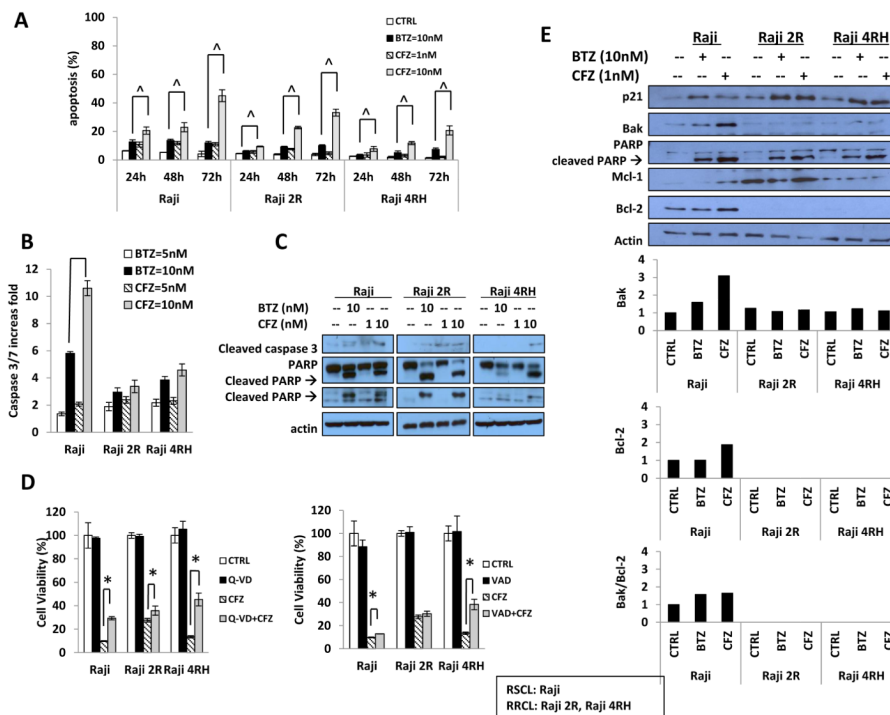 A
apoptosis (%)
100
80
60
40
20
0
^ ^ ^ ^ ^ ^ ^ ^ ^
CTRL
BTZ=10nM
CFZ=1nM
CFZ=10nM
24h 48h 72h 24h 48h 72h 24h 48h 72h
Raji Raji 2R Raji 4RH
B
Caspase 3/7 increas fold
12
10
8
6
4
2
0
BTZ=5nM
BTZ=10nM
CFZ=5nM
CFZ=10nM
Raji Raji 2R Raji 4RH
C
Raji Raji 2R Raji 4RH
BTZ (nM) -- 10 -- 10 -- 10
CFZ (nM) -- -- 1 10 -- -- 1 10 -- -- 1 10
Cleaved caspase 3
PARP
Cleaved PARP →
Cleaved PARP →
actin
D
Cell Viability (%)
120
100
80
60
40
20
0
* * *
CTRL
Q-VD
CFZ
Q-VD+CFZ
Raji Raji 2R Raji 4RH
Cell Viability (%)
120
100
80
60
40
20
0
* *
CTRL
VAD
CFZ
VAD+CFZ
Raji Raji 2R Raji 4RH
RSCL: Raji
RRCL: Raji 2R, Raji 4RH
E
Raji Raji 2R Raji 4RH
BTZ (10nM) -- + -- -- + -- -- + --
CFZ (1nM) -- -- + -- -- + -- -- +
p21
Bak
PARP
cleaved PARP →
Mcl-1
Bcl-2
Actin
Bak
4
3
2
1
0
CTRL BTZ CFZ CTRL BTZ CFZ CTRL BTZ CFZ
Raji Raji 2R Raji 4RH
Bcl-2
4
3
2
1
0
CTRL BTZ CFZ CTRL BTZ CFZ CTRL BTZ CFZ
Raji Raji 2R Raji 4RH
Bak/Bcl-2
4
3
2
1
0
CTRL BTZ CFZ CTRL BTZ CFZ CTRL BTZ CFZ
Raji Raji 2R Raji 4RH